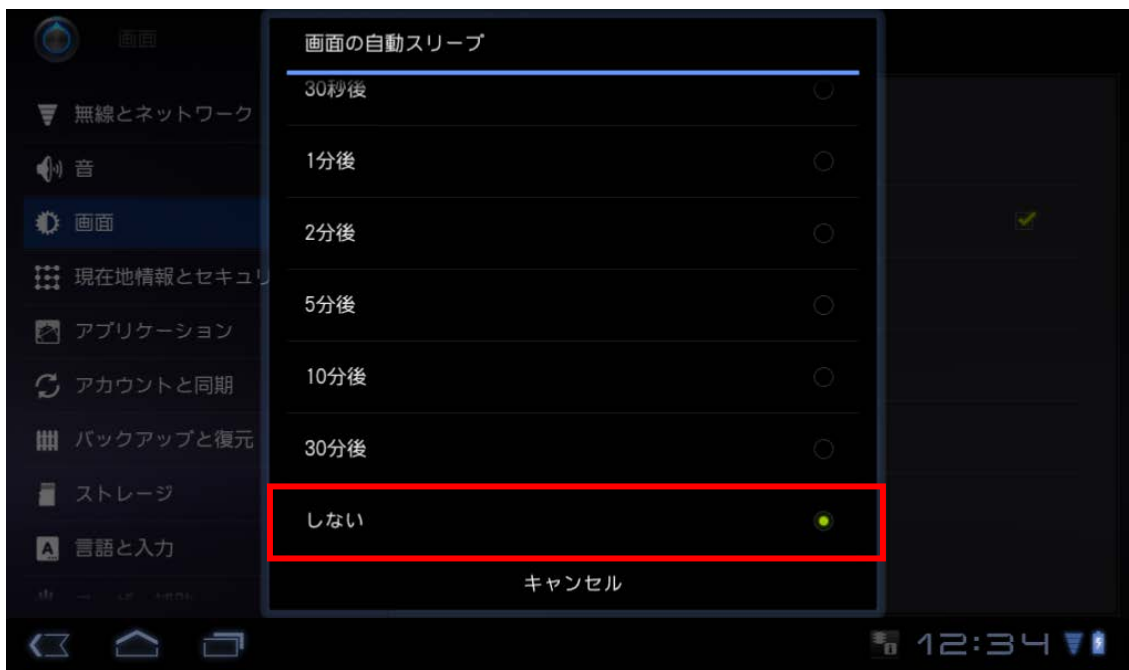 画面
画面の自動スリープ
30秒後
1分後
2分後
5分後
10分後
30分後
しない
キャンセル
無線とネットワーク
音
画面
現在地情報とセキュリ
アプリケーション
アカウントと同期
バックアップと復元
ストレージ
言語と入力
12:34